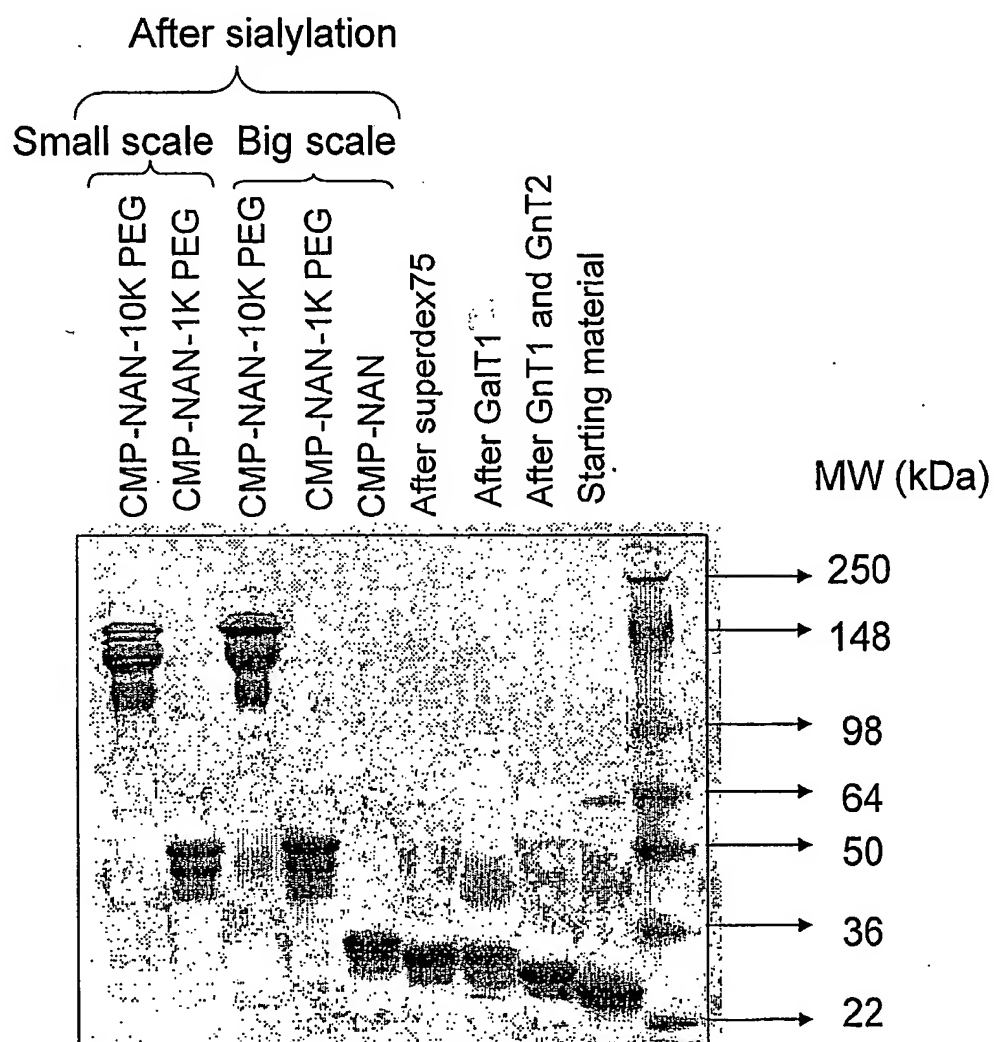 After sialylation
Small scale
Big scale
CMP-NAN-10K PEG
CMP-NAN-1K PEG
CMP-NAN-10K PEG
CMP-NAN-1K PEG
CMP-NAN
After superdex75
After GalT1
After GnT1 and GnT2
Starting material
MW (kDa)
250
148
98
64
50
36
22